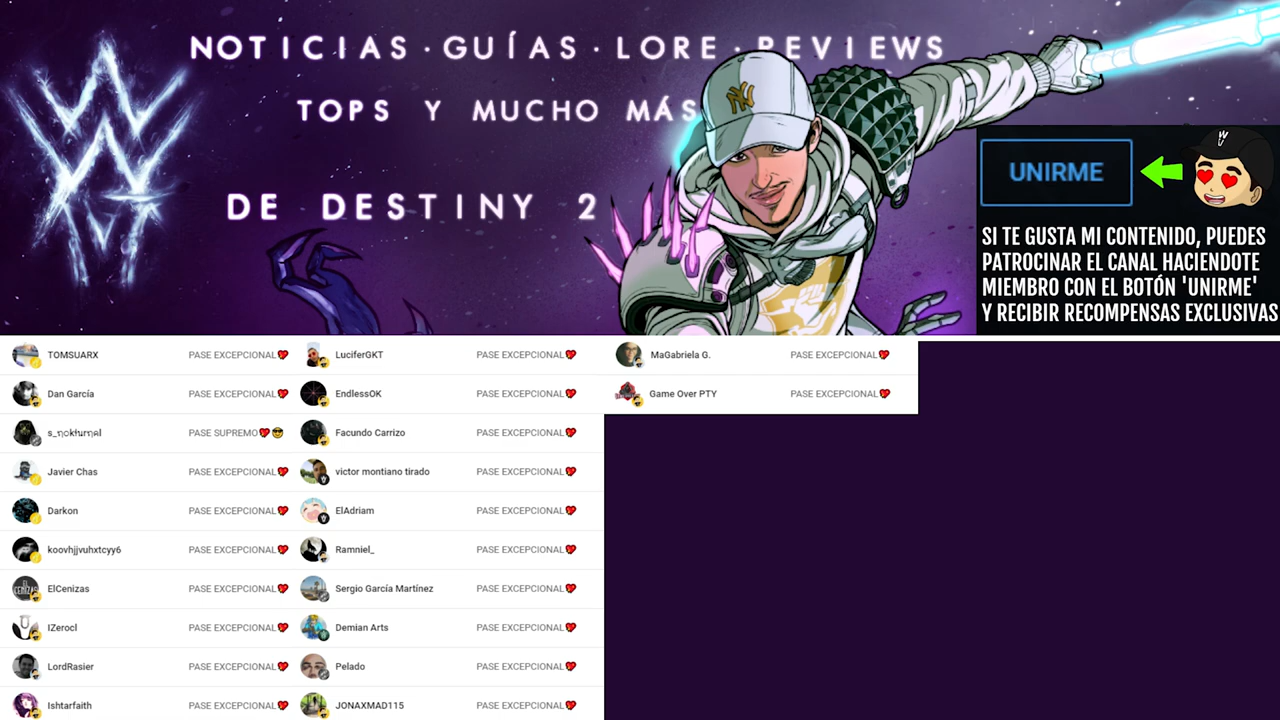 NOTICIAS · GUÍAS · LORE · REVIEWS
TOPS Y MUCHO MÁS
DE DESTINY 2
NY
UNIRME
SI TE GUSTA MI CONTENIDO, PUEDES
PATROCINAR EL CANAL HACIENDOTE
MIEMBRO CON EL BOTÓN 'UNIRME'
Y RECIBIR RECOMPENSAS EXCLUSIVAS
TOMSUARX PASE EXCEPCIONAL
Dan García PASE EXCEPCIONAL
PASE SUPREMO
Javier Chas PASE EXCEPCIONAL
Darkon PASE EXCEPCIONAL
koovhjjvuhxtcyy6 PASE EXCEPCIONAL
ElCenizas PASE EXCEPCIONAL
IZerocl PASE EXCEPCIONAL
LordRasier PASE EXCEPCIONAL
Ishtarfaith PASE EXCEPCIONAL
LuciferGKT PASE EXCEPCIONAL
EndlessOK PASE EXCEPCIONAL
Facundo Carrizo PASE EXCEPCIONAL
victor montiano tirado PASE EXCEPCIONAL
ElAdriam PASE EXCEPCIONAL
Ramniel_ PASE EXCEPCIONAL
Sergio García Martínez PASE EXCEPCIONAL
Demian Arts PASE EXCEPCIONAL
Pelado PASE EXCEPCIONAL
JONAXMAD115 PASE EXCEPCIONAL
MaGabriela G. PASE EXCEPCIONAL
Game Over PTY PASE EXCEPCIONAL